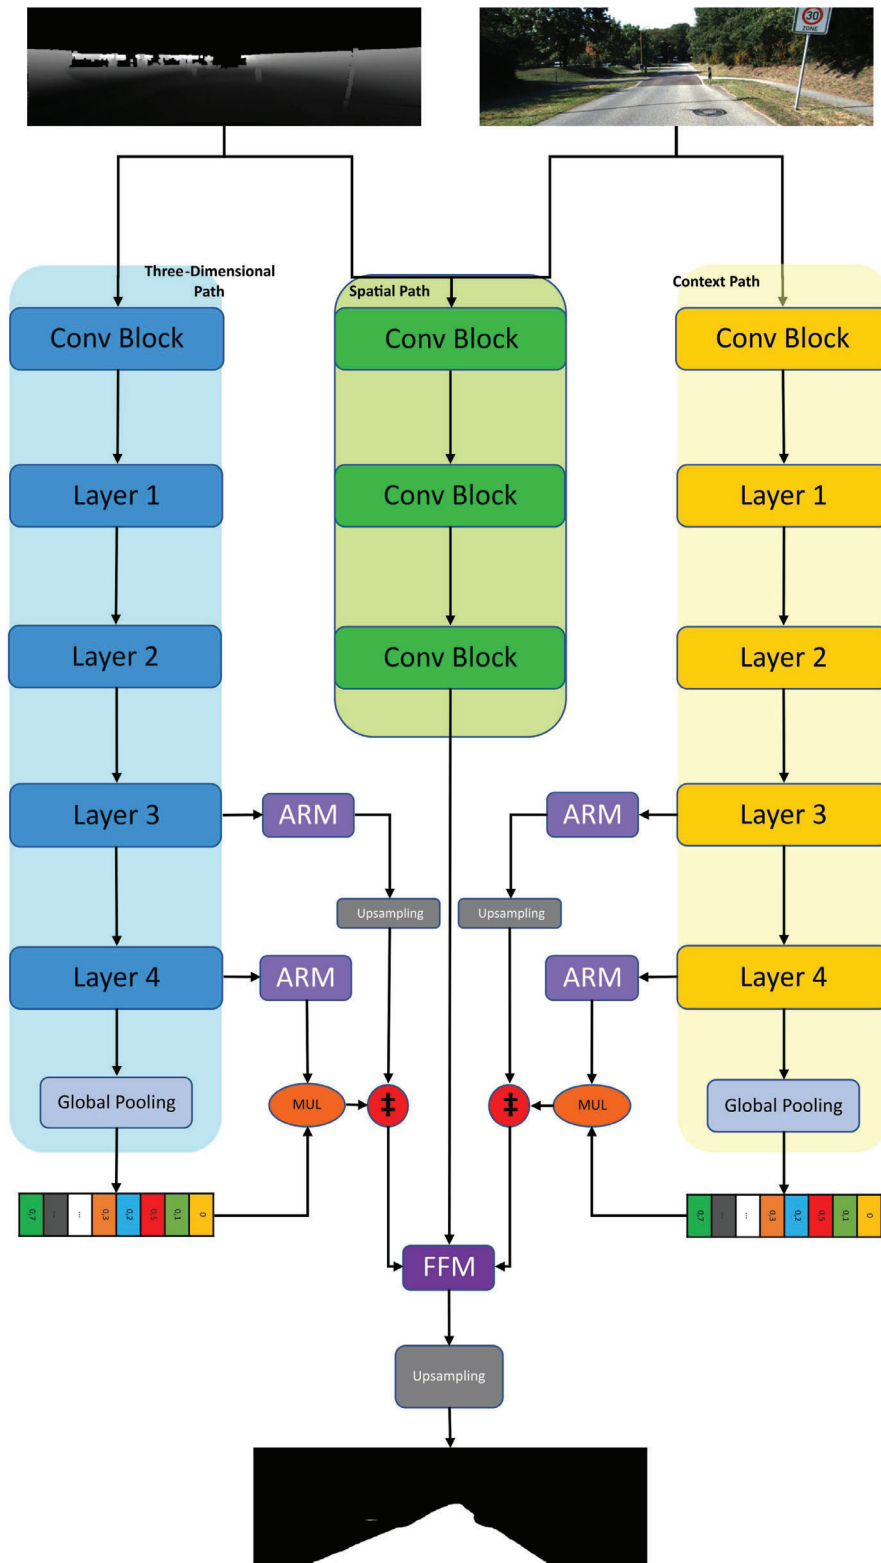 30
ZONE
Three-Dimensional
Path
Spatial Path
Context Path
Conv Block
Conv Block
Conv Block
Layer 1
Conv Block
Layer 1
Layer 2
Conv Block
Layer 2
Layer 3
ARM
ARM
Layer 3
Upsampling
Upsampling
Layer 4
ARM
ARM
Layer 4
Global Pooling
MUL
‡
‡
MUL
Global Pooling
0,7 ... ... 0,3 0,2 0,5 0,1 0
0,7 ... ... 0,3 0,2 0,5 0,1 0
FFM
Upsampling